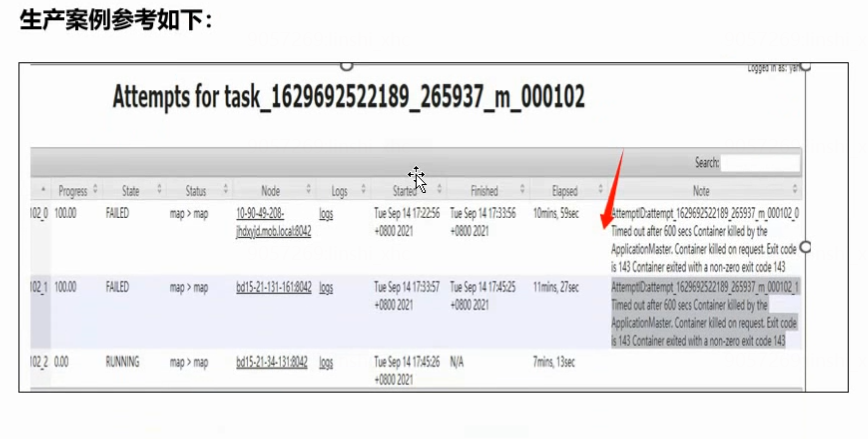 生产案例参考如下：
Logged in as: yarn
Attempts for task_1629692522189_265937_m_000102
Search:
Progress State Status Node Logs Started Finished Elapsed Note
102_0 100.00 FAILED map > map 10-90-49-208- logs Tue Sep 14 17:22:56 Tue Sep 14 17:33:56 10mins, 59sec AttemptID:attempt_1629692522189_265937_m_000102_0
jhdxyjd.mob.local:8042 +0800 2021 +0800 2021 Timed out after 600 secs Container killed by the
ApplicationMaster. Container killed on request. Exit code
is 143 Container exited with a non-zero exit code 143
102_1 100.00 FAILED map > map bd15-21-131-161:8042 logs Tue Sep 14 17:33:57 Tue Sep 14 17:45:25 11mins, 27sec AttemptID:attempt_1629692522189_265937_m_000102_1
+0800 2021 +0800 2021 Timed out after 600 secs Container killed by the
ApplicationMaster. Container killed on request. Exit code
is 143 Container exited with a non-zero exit code 143
102_2 0.00 RUNNING map > map bd15-21-34-131:8042 logs Tue Sep 14 17:45:26 N/A 7mins, 13sec
+0800 2021